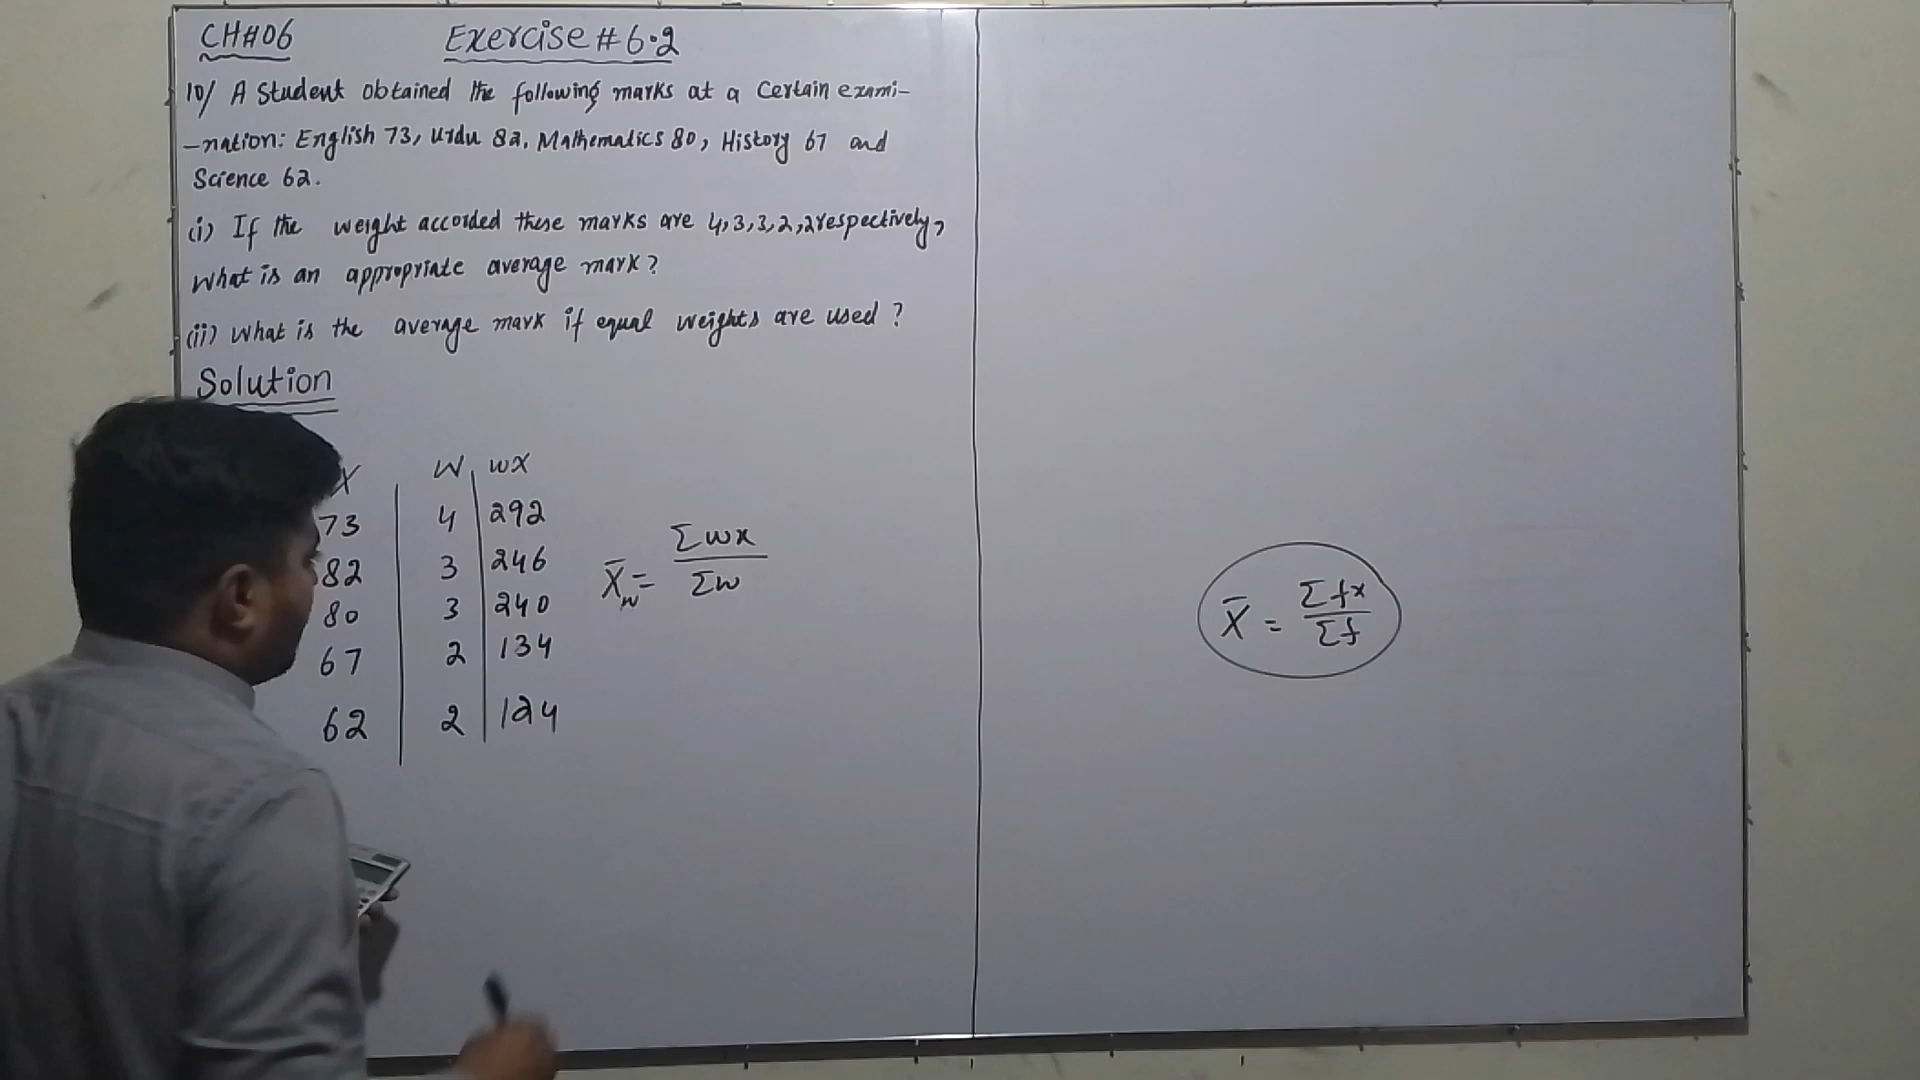 CH#06 Exercise # 6.2
10/ A Student obtained the following marks at a Certain exami-
-nation: English 73, Urdu 82, Mathematics 80, History 67 and
Science 62.
(i) If the weight accorded these marks are 4,3,3,2,2 respectively,
What is an appropriate average mark?
(ii) What is the average mark if equal weights are used?
Solution
X W wX
73 4 292
82 3 246
80 3 240
67 2 134
62 2 124
X̄w = Σwx / Σw
X̄ = Σfx / Σf